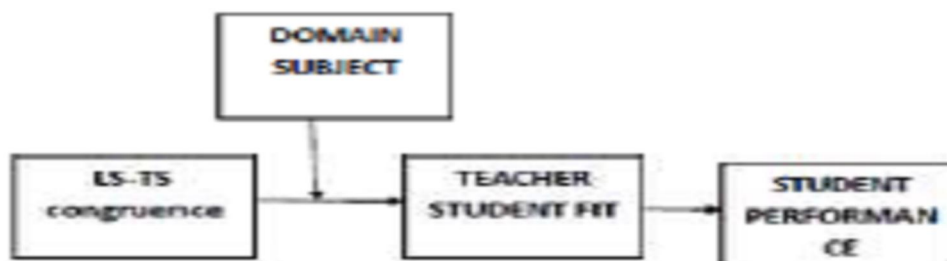 DOMAIN
SUBJECT
LS-TS
congruence
TEACHER
STUDENT FIT
STUDENT
PERFORMAN
CE